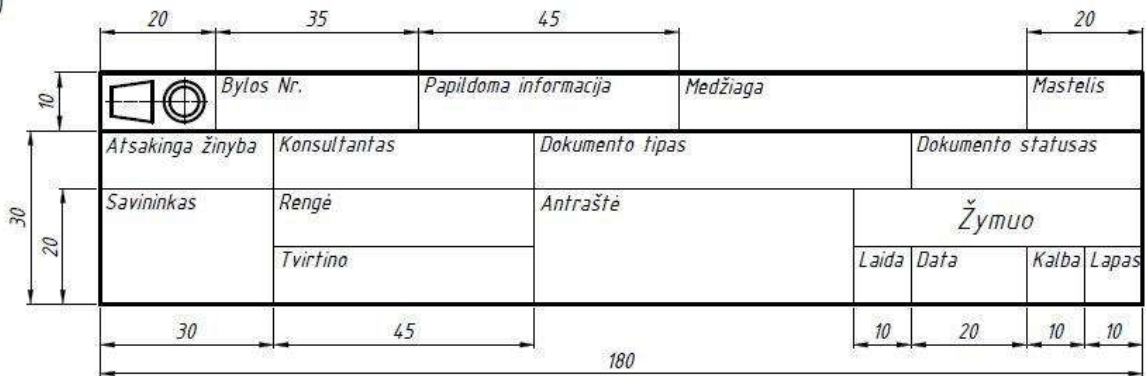 )
20 35 45 20
10
Bylos Nr. Papildoma informacija Medžiaga Mastelis
Atsakinga žinyba Konsultantas Dokumento tipas Dokumento statusas
30
20
Savininkas Rengė Antraštė Žymuo
Tvirtino Laida Data Kalba Lapas
30 45 10 20 10 10
180